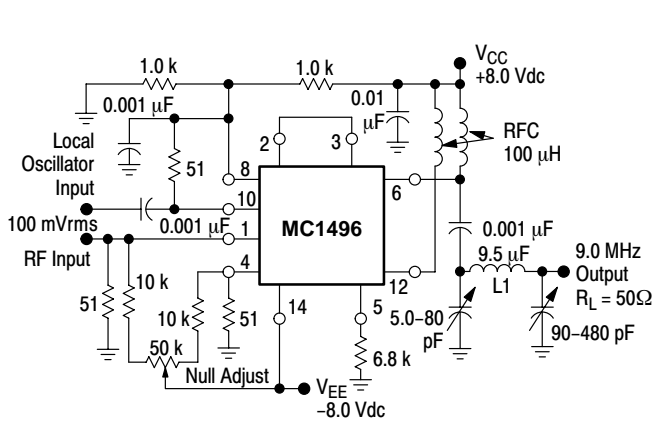 1.0 k
1.0 k
VCC
+8.0 Vdc
0.001 µF
0.01
µF
RFC
100 µH
Local
Oscillator
Input
51
2
3
8
6
10
100 mVrms
0.001 µF
1
MC1496
RF Input
4
12
0.001 µF
9.5 µF
L1
9.0 MHz
Output
RL = 50Ω
51
10 k
10 k
51
14
5
5.0–80
pF
90–480 pF
50 k
6.8 k
Null Adjust
VEE
–8.0 Vdc